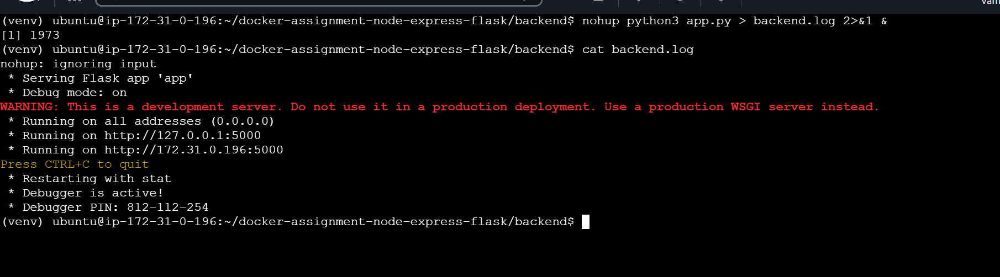 (venv) ubuntu@ip-172-31-0-196:~/docker-assignment-node-express-flask/backend$ nohup python3 app.py > backend.log 2>&1 &
[1] 1973
(venv) ubuntu@ip-172-31-0-196:~/docker-assignment-node-express-flask/backend$ cat backend.log
nohup: ignoring input
 * Serving Flask app 'app'
 * Debug mode: on
WARNING: This is a development server. Do not use it in a production deployment. Use a production WSGI server instead.
 * Running on all addresses (0.0.0.0)
 * Running on http://127.0.0.1:5000
 * Running on http://172.31.0.196:5000
Press CTRL+C to quit
 * Restarting with stat
 * Debugger is active!
 * Debugger PIN: 812-112-254
(venv) ubuntu@ip-172-31-0-196:~/docker-assignment-node-express-flask/backend$